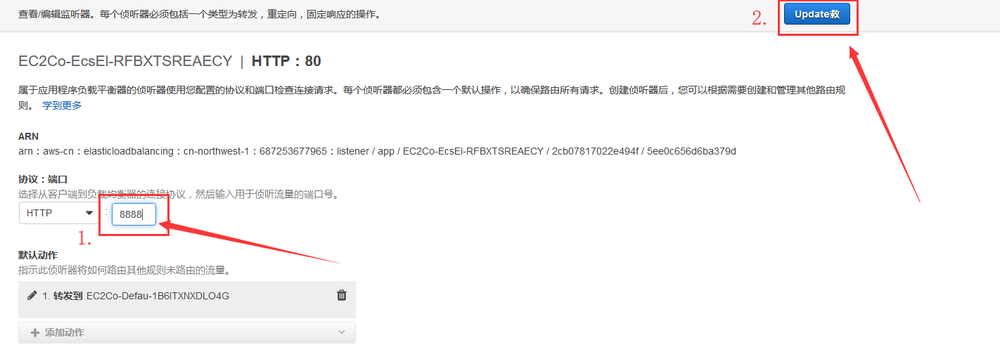 查看/编辑监听器。每个侦听器必须包括一个类型为转发，重定向，固定响应的操作。
2.
Update救
EC2Co-EcsEl-RFBXTSREAECY | HTTP：80
属于应用程序负载平衡器的侦听器使用您配置的协议和端口检查连接请求。每个侦听器都必须包含一个默认操作，以确保路由所有请求。创建侦听器后，您可以根据需要创建和管理其他路由规
则。 学到更多
ARN
arn：aws-cn：elasticloadbalancing：cn-northwest-1：687253677965：listener / app / EC2Co-EcsEl-RFBXTSREAECY / 2cb07817022e494f / 5ee0c656d6ba379d
协议：端口
选择从客户端到负载均衡器的连接协议，然后输入用于侦听流量的端口号。
HTTP : 8888
1.
默认动作
指示此侦听器将如何路由其他规则未路由的流量。
1. 转发到 EC2Co-Defau-1B6ITXNXDLO4G
添加动作